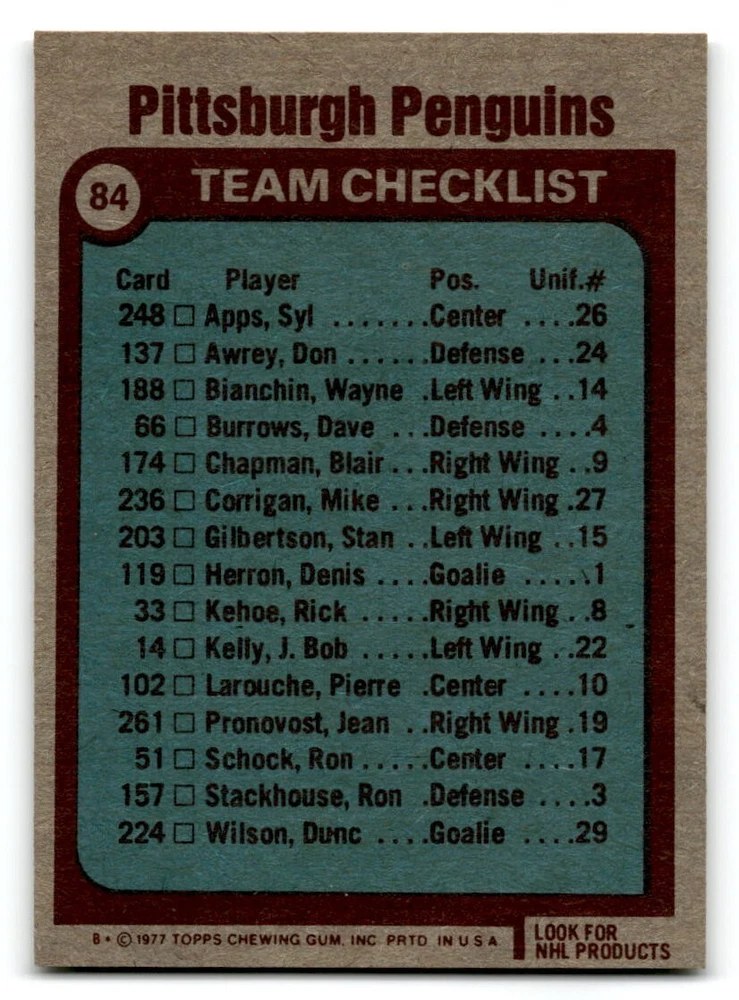 Pittsburgh Penguins
84 TEAM CHECKLIST
Card Player Pos. Unif.#
248 □ Apps, Syl .......Center ....26
137 □ Awrey, Don .....Defense ...24
188 □ Bianchin, Wayne .Left Wing ..14
66 □ Burrows, Dave ...Defense ....4
174 □ Chapman, Blair ...Right Wing ..9
236 □ Corrigan, Mike ...Right Wing .27
203 □ Gilbertson, Stan ..Left Wing ..15
119 □ Herron, Denis ....Goalie .....1
33 □ Kehoe, Rick .....Right Wing ..8
14 □ Kelly, J. Bob .....Left Wing ..22
102 □ Larouche, Pierre .Center ....10
261 □ Pronovost, Jean ..Right Wing .19
51 □ Schock, Ron .....Center ....17
157 □ Stackhouse, Ron .Defense ....3
224 □ Wilson, Dunc ....Goalie ....29
B • © 1977 TOPPS CHEWING GUM, INC PRTD IN U S A
LOOK FOR
NHL PRODUCTS